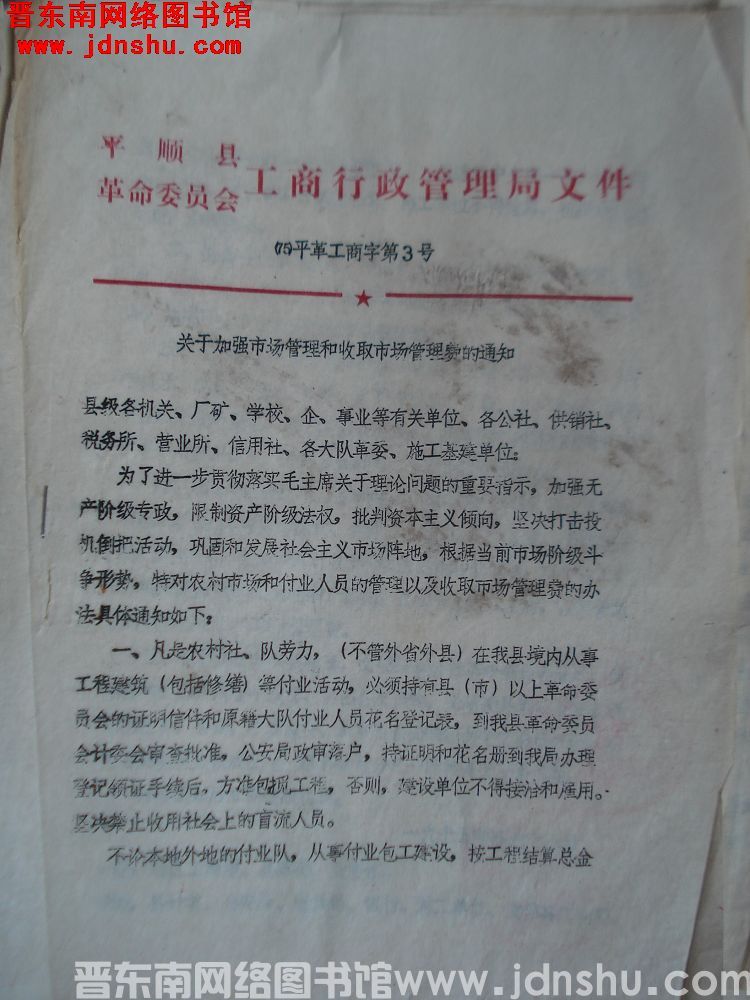 晋东南网络图书馆
www.jdnshu.com
平顺县
革命委员会 工商行政管理局文件
(75)平革工商字第3号
关于加强市场管理和收取市场管理费的通知
县级各机关、厂矿、学校、企、事业等有关单位、各公社、供销社、
税务所、营业所、信用社、各大队革委、施工基建单位:
为了进一步贯彻落实毛主席关于理论问题的重要指示，加强无
产阶级专政，限制资产阶级法权，批判资本主义倾向，坚决打击投
机倒把活动，巩固和发展社会主义市场阵地，根据当前市场阶级斗
争形势，特对农村市场和付业人员的管理以及收取市场管理费的办
法具体通知如下:
一、凡是农村社、队劳力，(不管外省外县)在我县境内从事
工程建筑(包括修缮)等付业活动，必须持有县(市)以上革命委
员会的证明信件和原籍大队付业人员花名登记表，到我县革命委员
会计委会审查批准，公安局政审落户，持证明和花名册到我局办理
登记领证手续后，方准包揽工程，否则，建设单位不得接洽和雇用。
坚决禁止收用社会上的盲流人员。
不论本地外地的付业队，从事付业包工建设，按工程结算总金
晋东南网络图书馆www.jdnshu.com